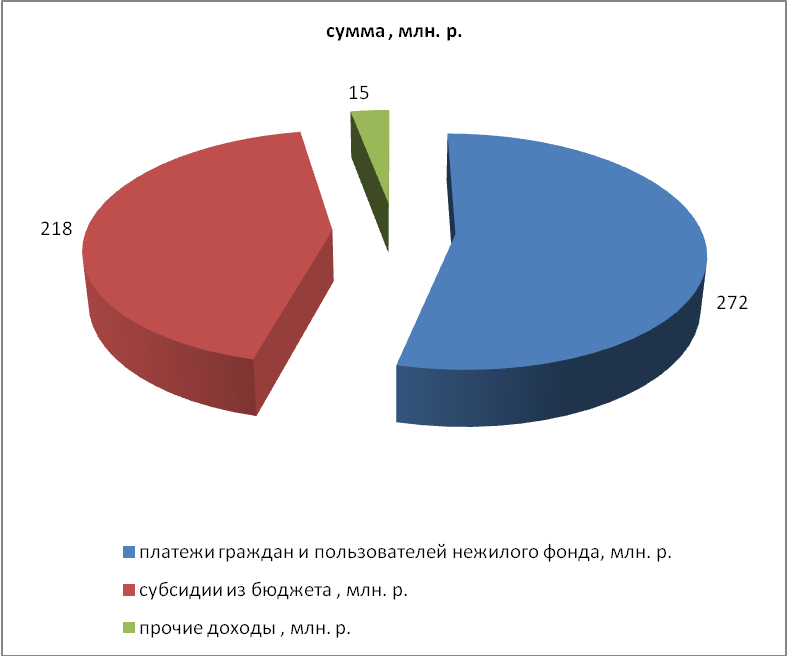 сумма , млн. р.
15
218
272
платежи граждан и пользователей нежилого фонда, млн. р.
субсидии из бюджета , млн. р.
прочие доходы , млн. р.